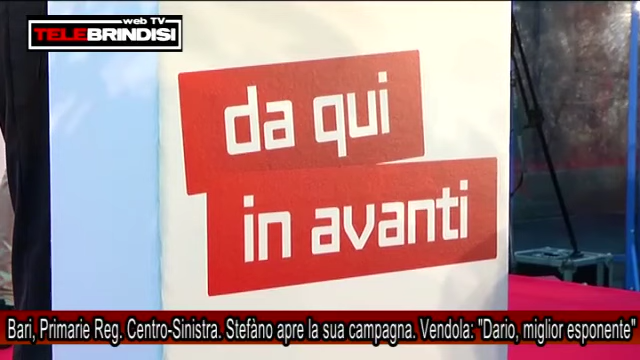 web TV
TELEBRINDISI
da qui
in avanti
Bari, Primarie Reg. Centro-Sinistra. Stefàno apre la sua campagna. Vendola: "Dario, miglior esponente"